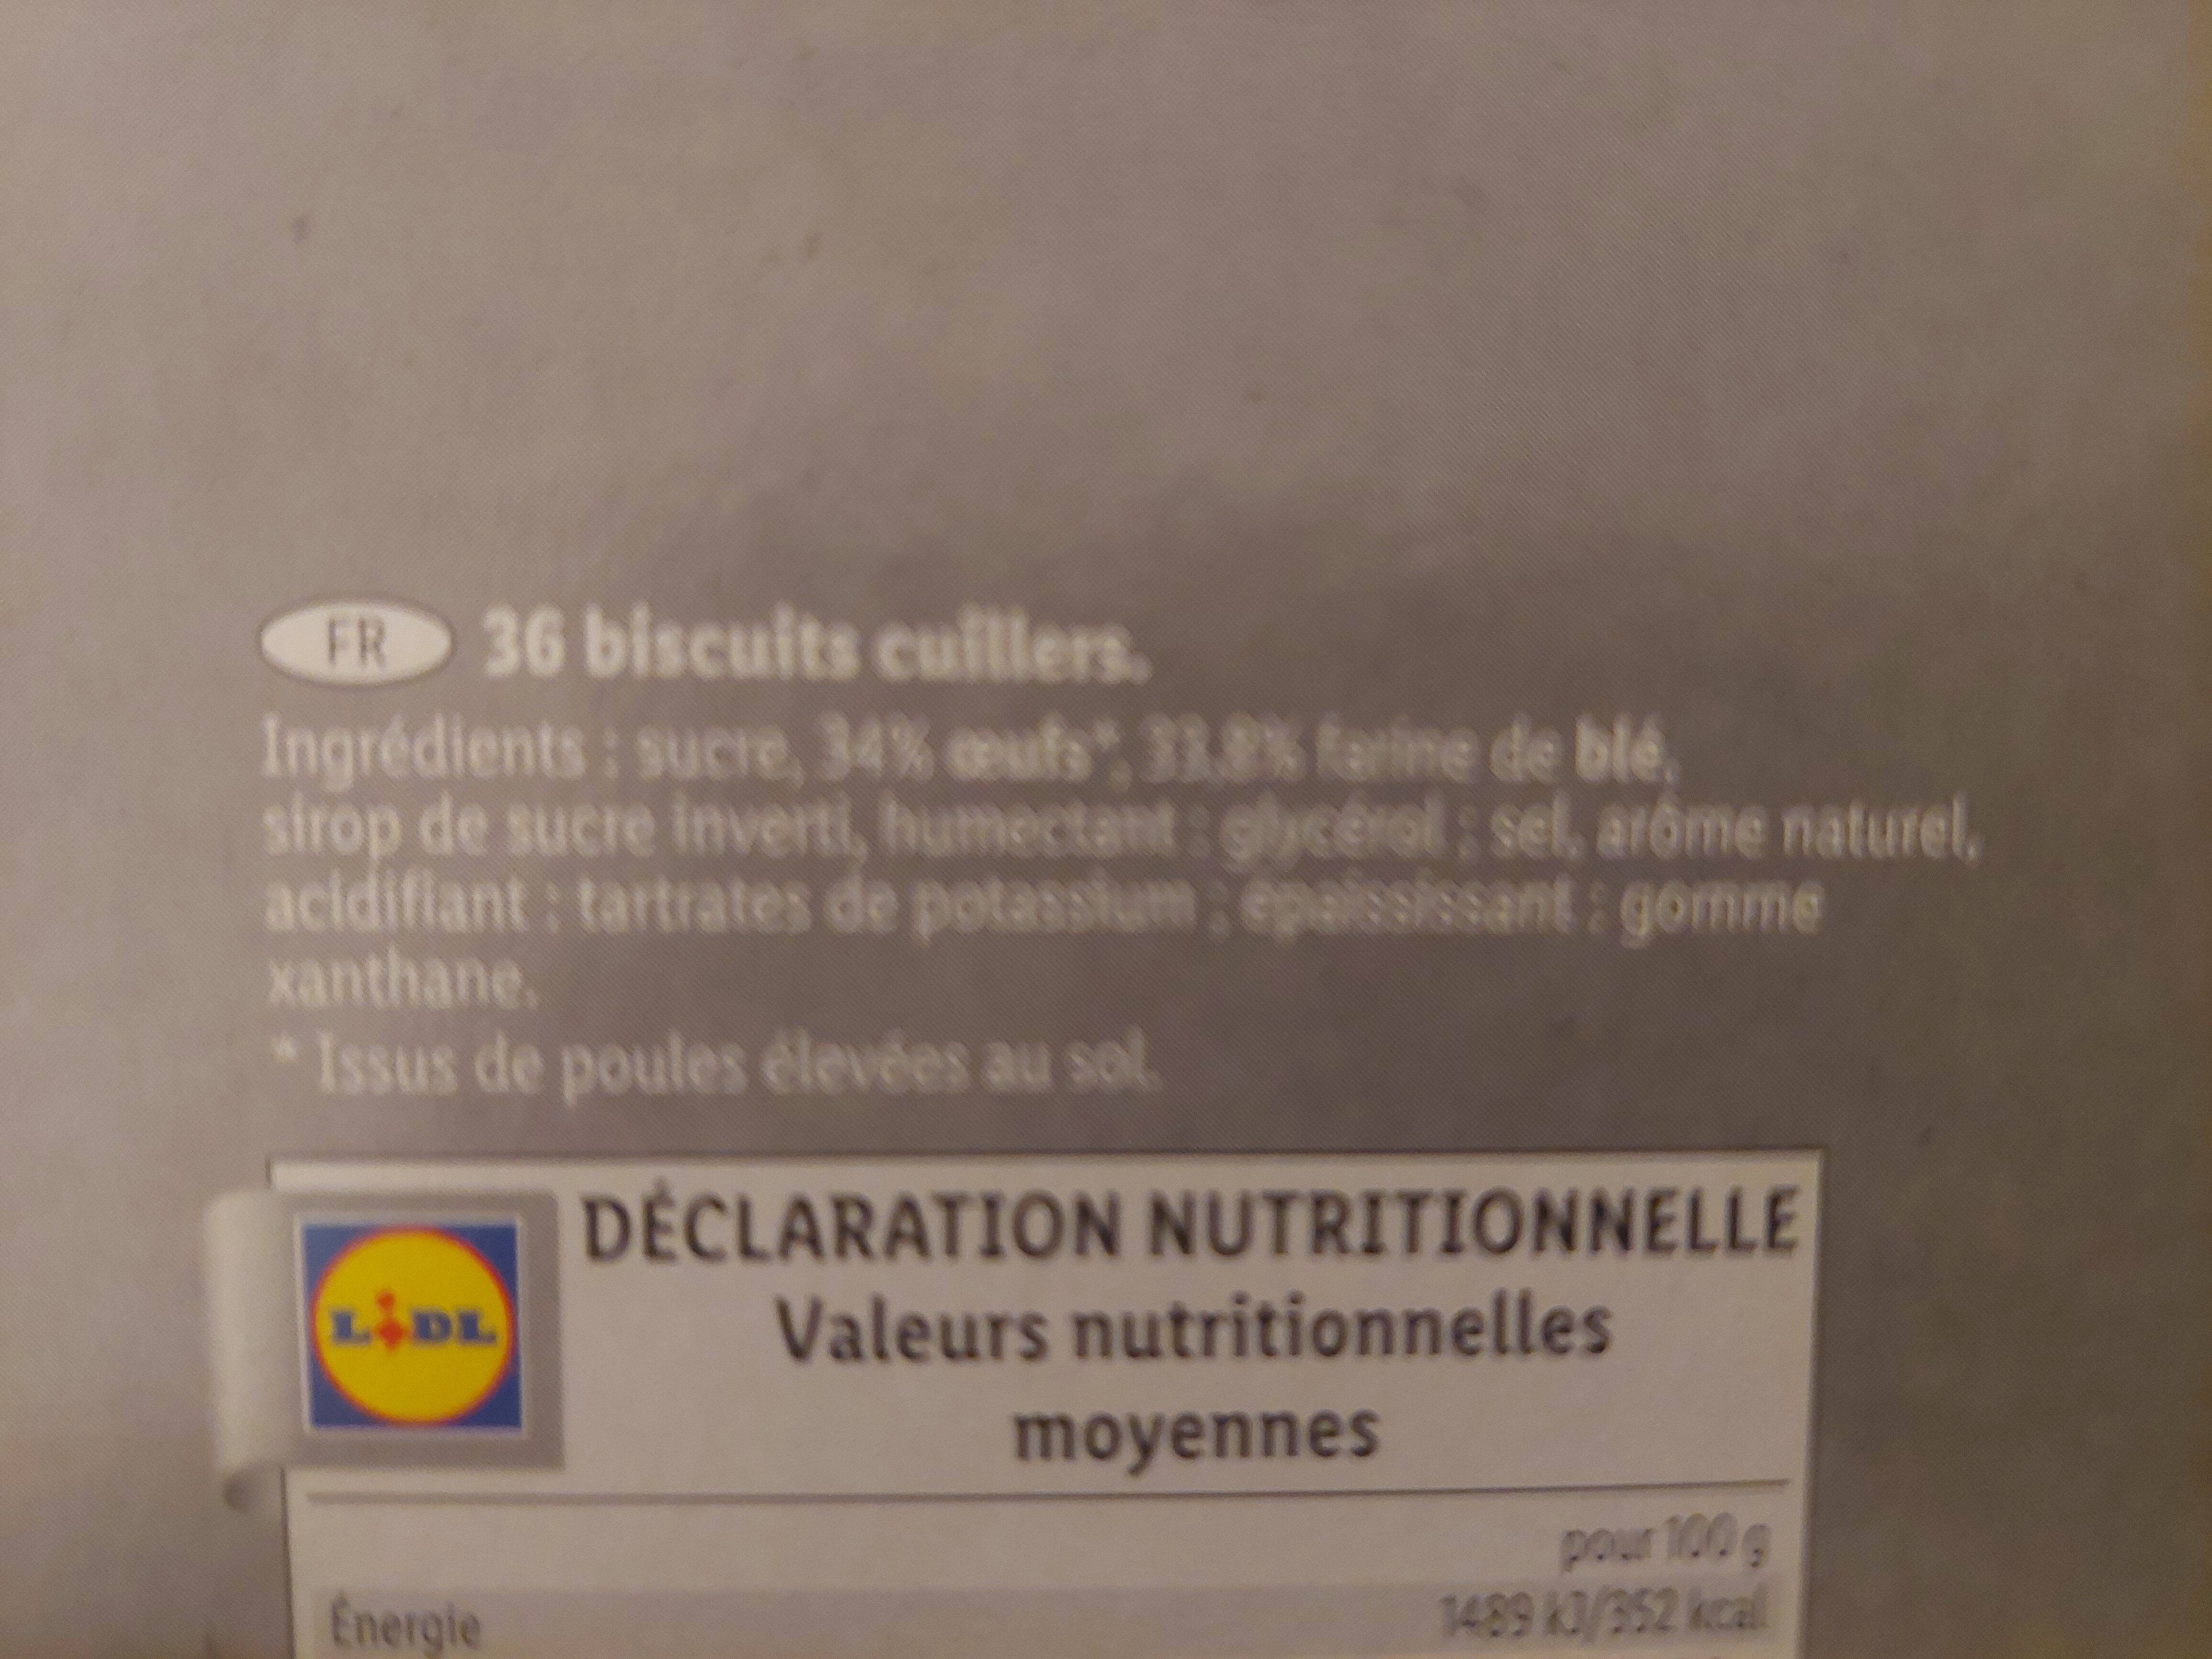 FR 36 biscuits cuillers.
Ingrédients : sucre, 34% œufs*, 33,8% farine de blé,
sirop de sucre inverti, humectant : glycérol ; sel, arôme naturel,
acidifiant : tartrates de potassium ; épaississant : gomme
xanthane.
* Issus de poules élevées au sol.
LIDL
DÉCLARATION NUTRITIONNELLE
Valeurs nutritionnelles
moyennes
pour 100 g
Énergie 1489 kJ/352 kcal